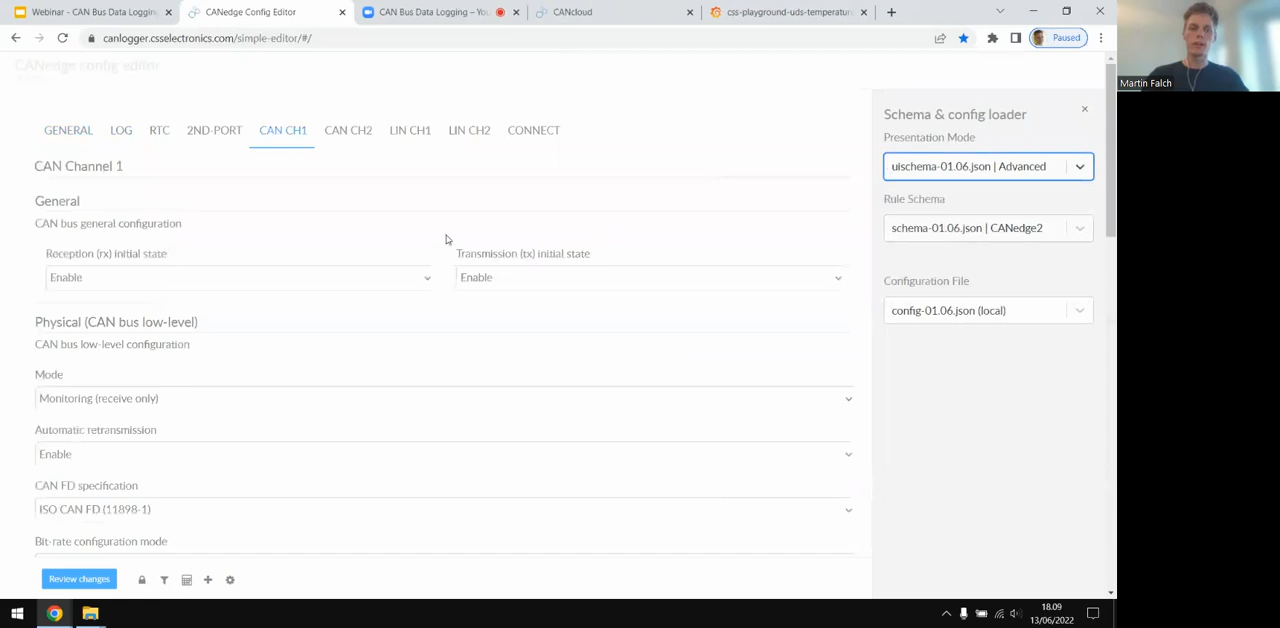 Webinar - CAN Bus Data Logging
CANedge Config Editor
CAN Bus Data Logging – You
CANcloud
css-playground-uds-temperature
canlogger.csselectronics.com/simple-editor/#/
Paused
CANedge config editor
Martin Falch
GENERAL LOG RTC 2ND-PORT CAN CH1 CAN CH2 LIN CH1 LIN CH2 CONNECT
CAN Channel 1
General
CAN bus general configuration
Reception (rx) initial state
Transmission (tx) initial state
Enable
Enable
Physical (CAN bus low-level)
CAN bus low-level configuration
Mode
Monitoring (receive only)
Automatic retransmission
Enable
CAN FD specification
ISO CAN FD (11898-1)
Bit-rate configuration mode
Review changes
Schema & config loader
Presentation Mode
uischema-01.06.json | Advanced
Rule Schema
schema-01.06.json | CANedge2
Configuration File
config-01.06.json (local)
18.09
13/06/2022